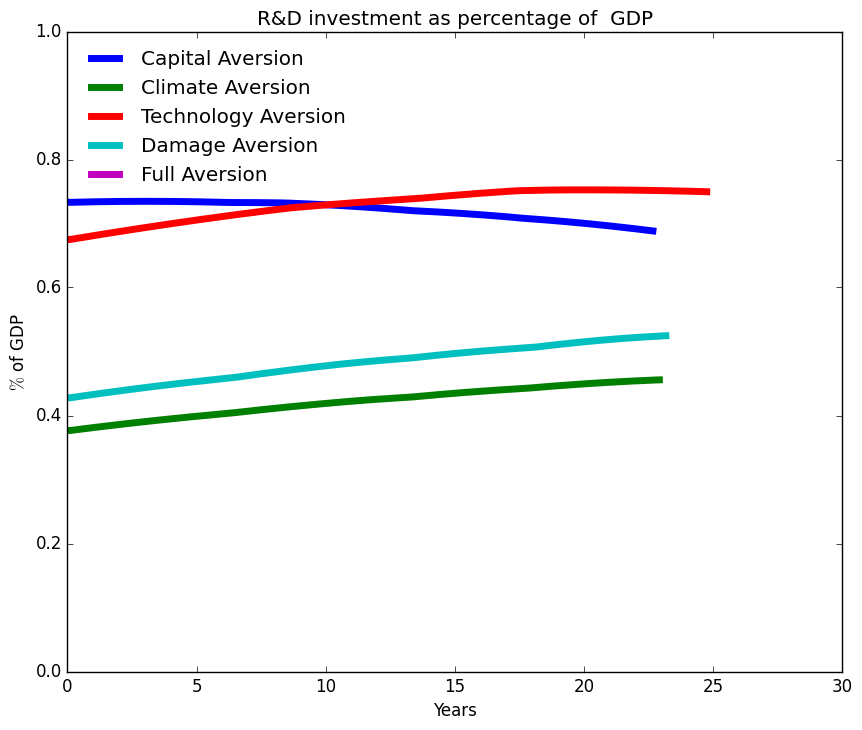 R&D investment as percentage of  GDP
1.0
Capital Aversion
Climate Aversion
Technology Aversion
Damage Aversion
Full Aversion
0.8
0.6
0.4
0.2
0.0
% of GDP
0 5 10 15 20 25 30
Years